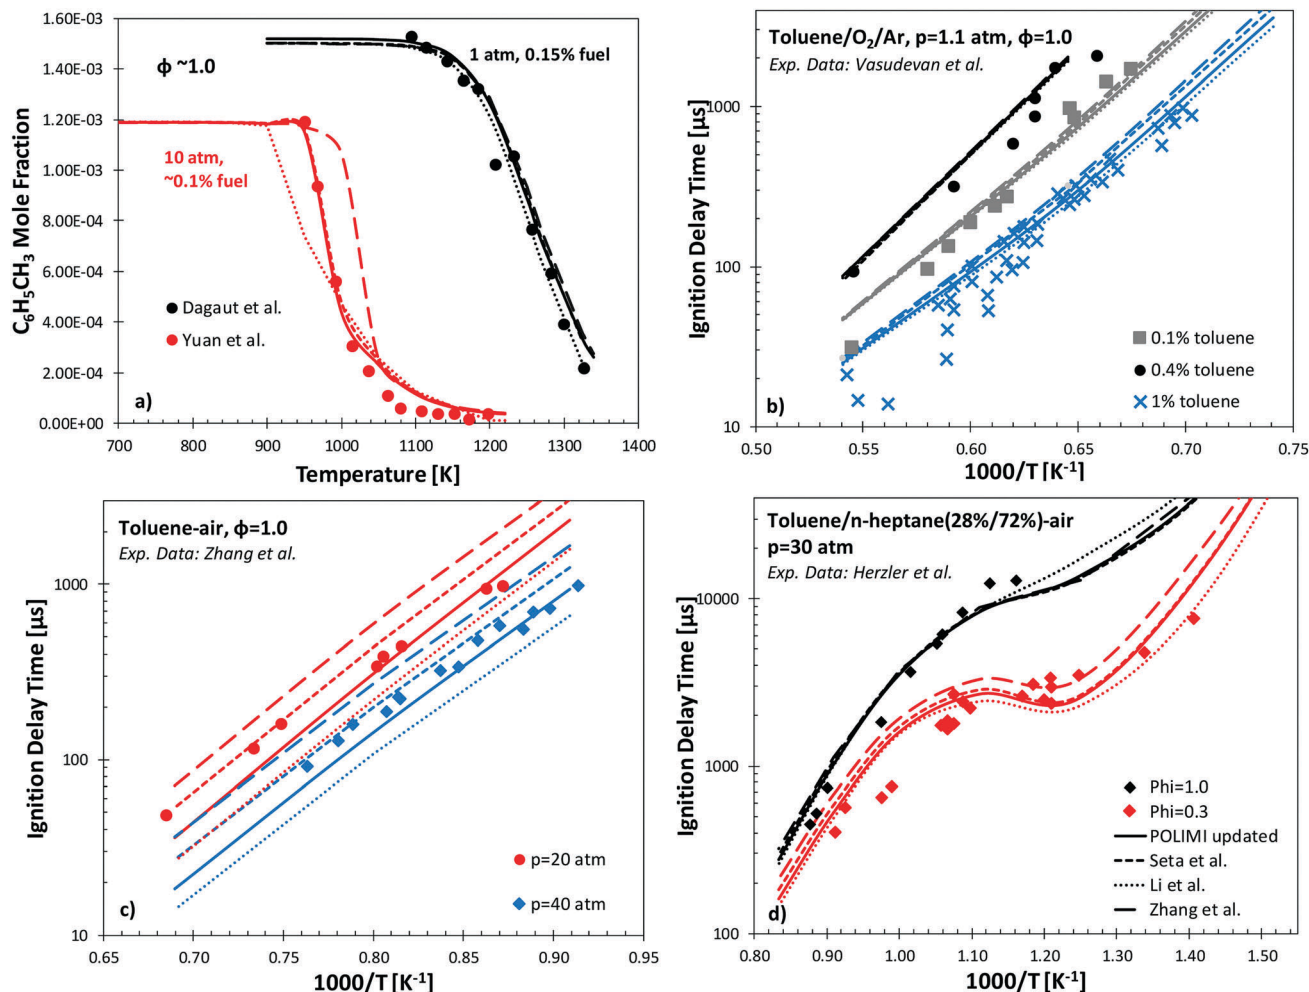 1.60E-03
1.40E-03
1.20E-03
1.00E-03
8.00E-04
6.00E-04
4.00E-04
2.00E-04
0.00E+00
C₆H₅CH₃ Mole Fraction
ϕ ~1.0
1 atm, 0.15% fuel
10 atm,
~0.1% fuel
Dagaut et al.
Yuan et al.
a)
700 800 900 1000 1100 1200 1300 1400
Temperature [K]
Toluene/O₂/Ar, p=1.1 atm, ϕ=1.0
Exp. Data: Vasudevan et al.
1000
100
10
Ignition Delay Time [µs]
0.1% toluene
0.4% toluene
1% toluene
b)
0.50 0.55 0.60 0.65 0.70 0.75
1000/T [K⁻¹]
Toluene-air, ϕ=1.0
Exp. Data: Zhang et al.
1000
100
10
Ignition Delay Time [µs]
p=20 atm
p=40 atm
c)
0.65 0.70 0.75 0.80 0.85 0.90 0.95
1000/T [K⁻¹]
Toluene/n-heptane(28%/72%)-air
p=30 atm
Exp. Data: Herzler et al.
10000
1000
100
Ignition Delay Time [µs]
Phi=1.0
Phi=0.3
POLIMI updated
Seta et al.
Li et al.
Zhang et al.
d)
0.80 0.90 1.00 1.10 1.20 1.30 1.40 1.50
1000/T [K⁻¹]